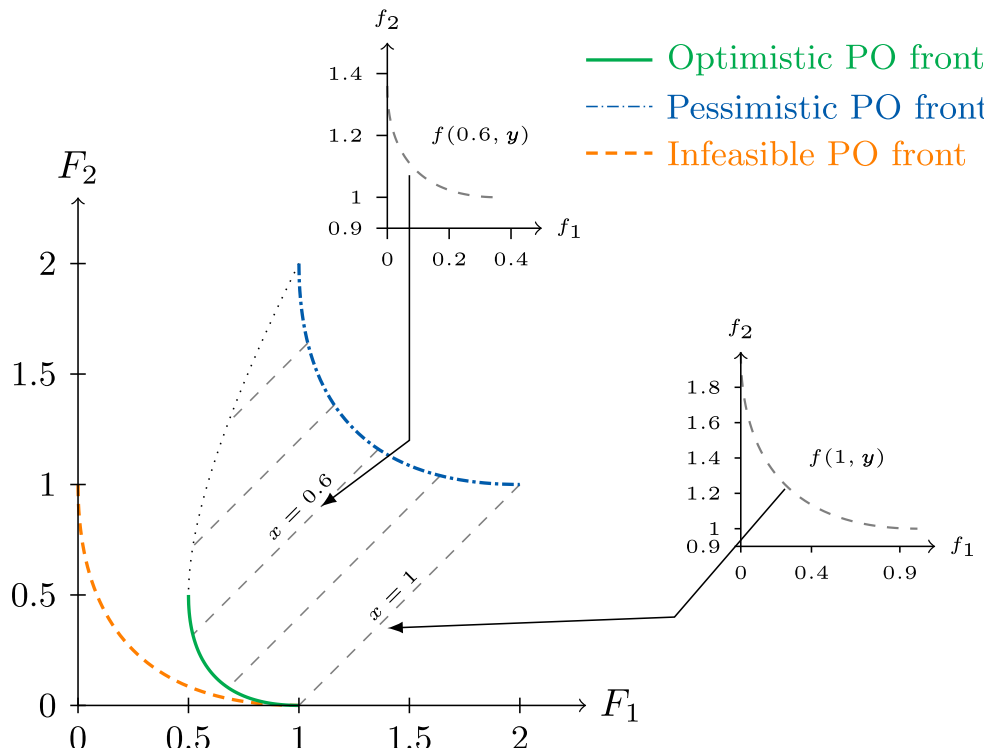 f₂
1.4
1.2
1
0.9
0
0.2
0.4
f₁
f(0.6, y)
Optimistic PO front
Pessimistic PO front
Infeasible PO front
F₂
2
1.5
1
0.5
0
0
0.5
1
1.5
2
F₁
x = 0.6
x = 1
f₂
1.8
1.6
1.4
1.2
1
0.9
0
0.4
0.9
f₁
f(1, y)